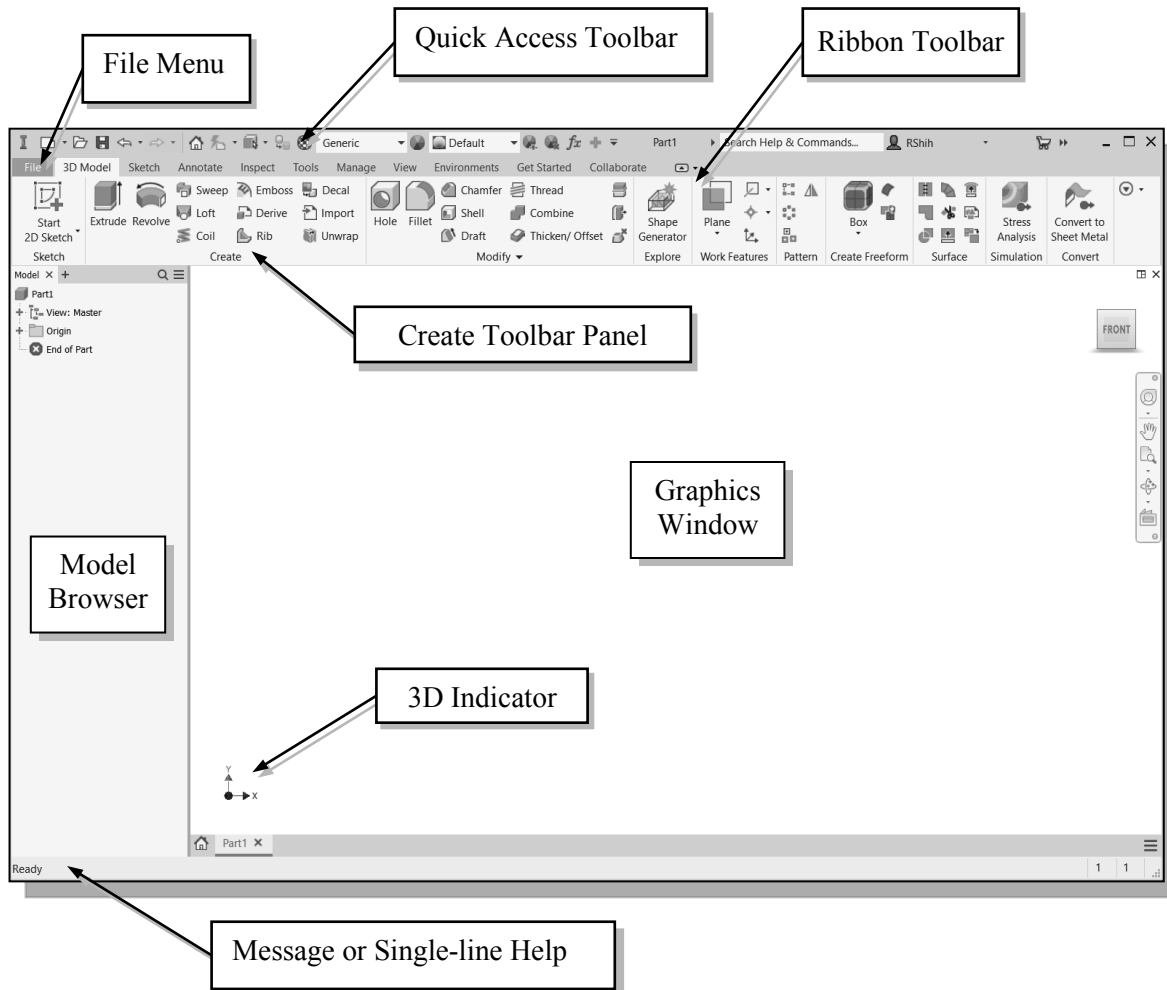 Quick Access Toolbar
Ribbon Toolbar
File Menu
Generic
Default
fx
Part1
Search Help & Commands...
RShih
File
3D Model
Sketch
Annotate
Inspect
Tools
Manage
View
Environments
Get Started
Collaborate
Start
2D Sketch
Sketch
Extrude
Revolve
Sweep
Emboss
Decal
Loft
Derive
Import
Coil
Rib
Unwrap
Create
Hole
Fillet
Chamfer
Thread
Shell
Combine
Draft
Thicken/ Offset
Modify
Shape
Generator
Explore
Plane
Work Features
Pattern
Box
Create Freeform
Surface
Stress
Analysis
Simulation
Convert to
Sheet Metal
Convert
Model
Part1
View: Master
Origin
End of Part
Create Toolbar Panel
FRONT
Graphics
Window
Model
Browser
3D Indicator
Y
X
Part1
Ready
1 1
Message or Single-line Help